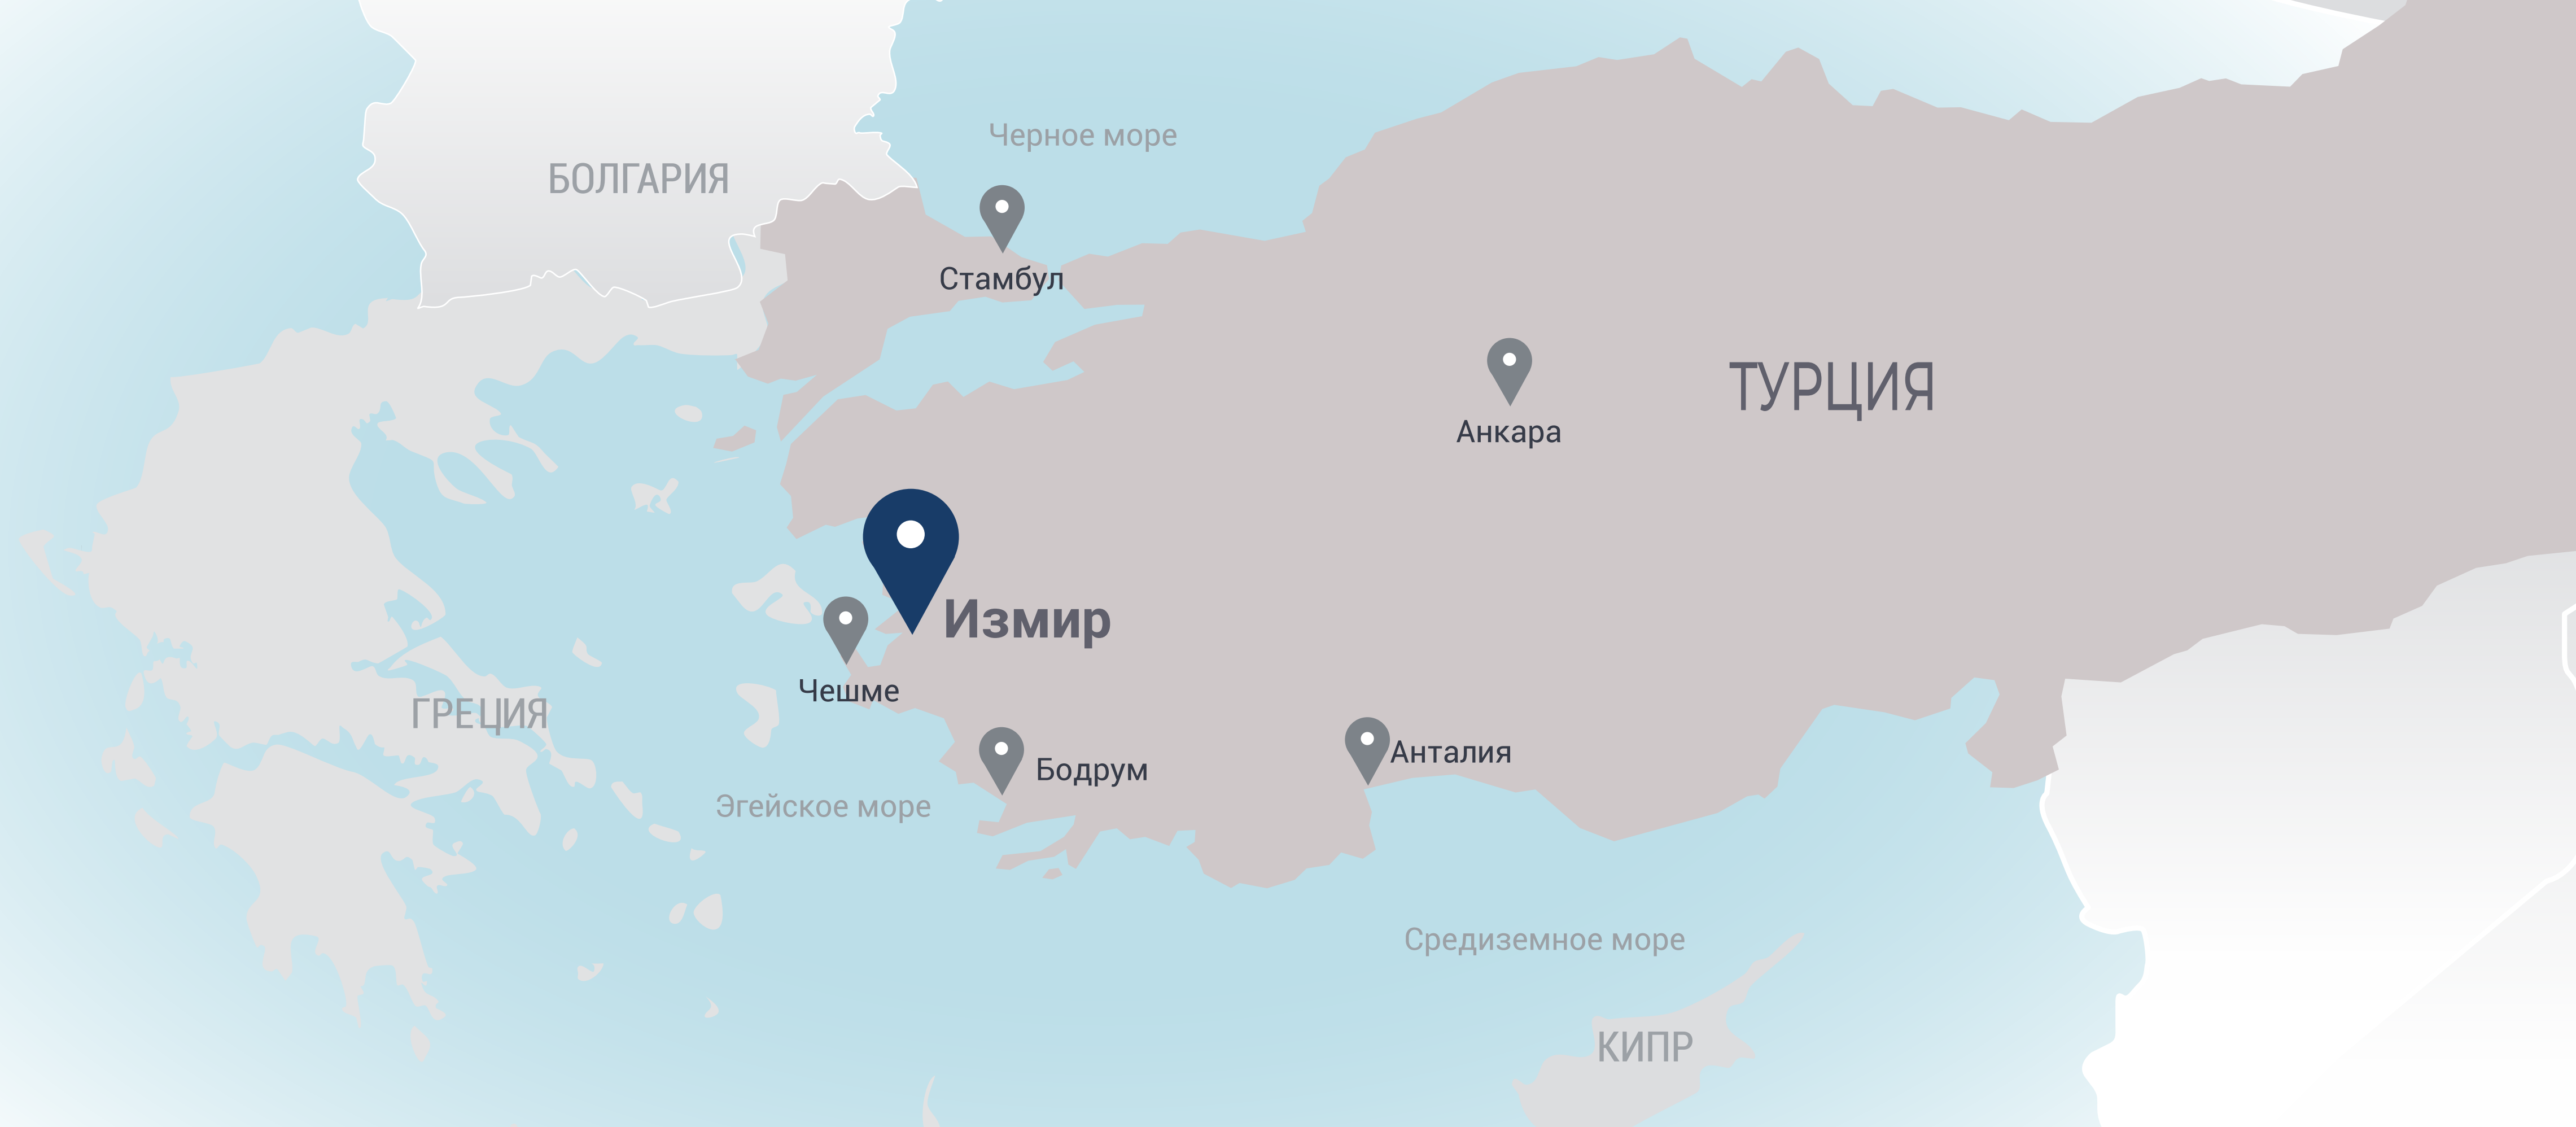 Черное море
БОЛГАРИЯ
Стамбул
ТУРЦИЯ
Анкара
Измир
Чешме
ГРЕЦИЯ
Анталия
Бодрум
Эгейское море
Средиземное море
КИПР